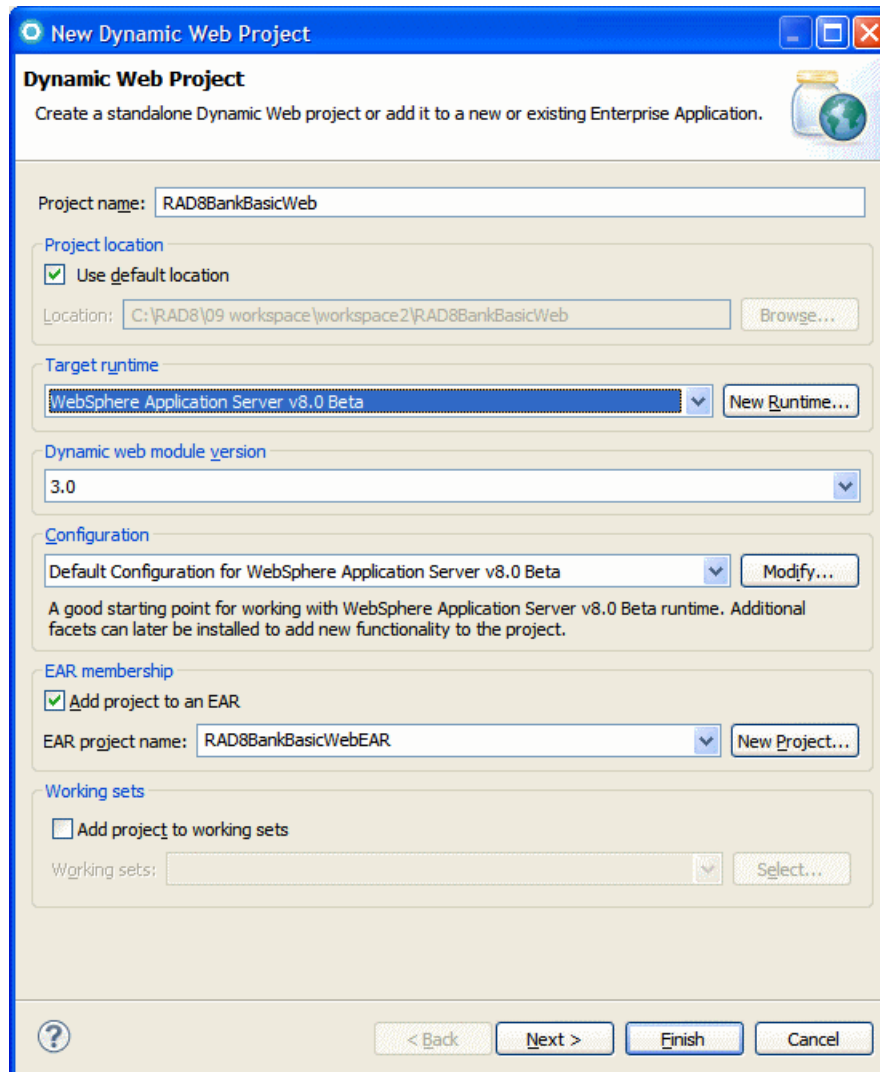 New Dynamic Web Project
Dynamic Web Project
Create a standalone Dynamic Web project or add it to a new or existing Enterprise Application.
Project name: RAD8BankBasicWeb
Project location
Use default location
Location: C:\RAD8\09 workspace\workspace2\RAD8BankBasicWeb Browse...
Target runtime
WebSphere Application Server v8.0 Beta New Runtime...
Dynamic web module version
3.0
Configuration
Default Configuration for WebSphere Application Server v8.0 Beta Modify...
A good starting point for working with WebSphere Application Server v8.0 Beta runtime. Additional
facets can later be installed to add new functionality to the project.
EAR membership
Add project to an EAR
EAR project name: RAD8BankBasicWebEAR New Project...
Working sets
Add project to working sets
Working sets: Select...
? < Back Next > Finish Cancel